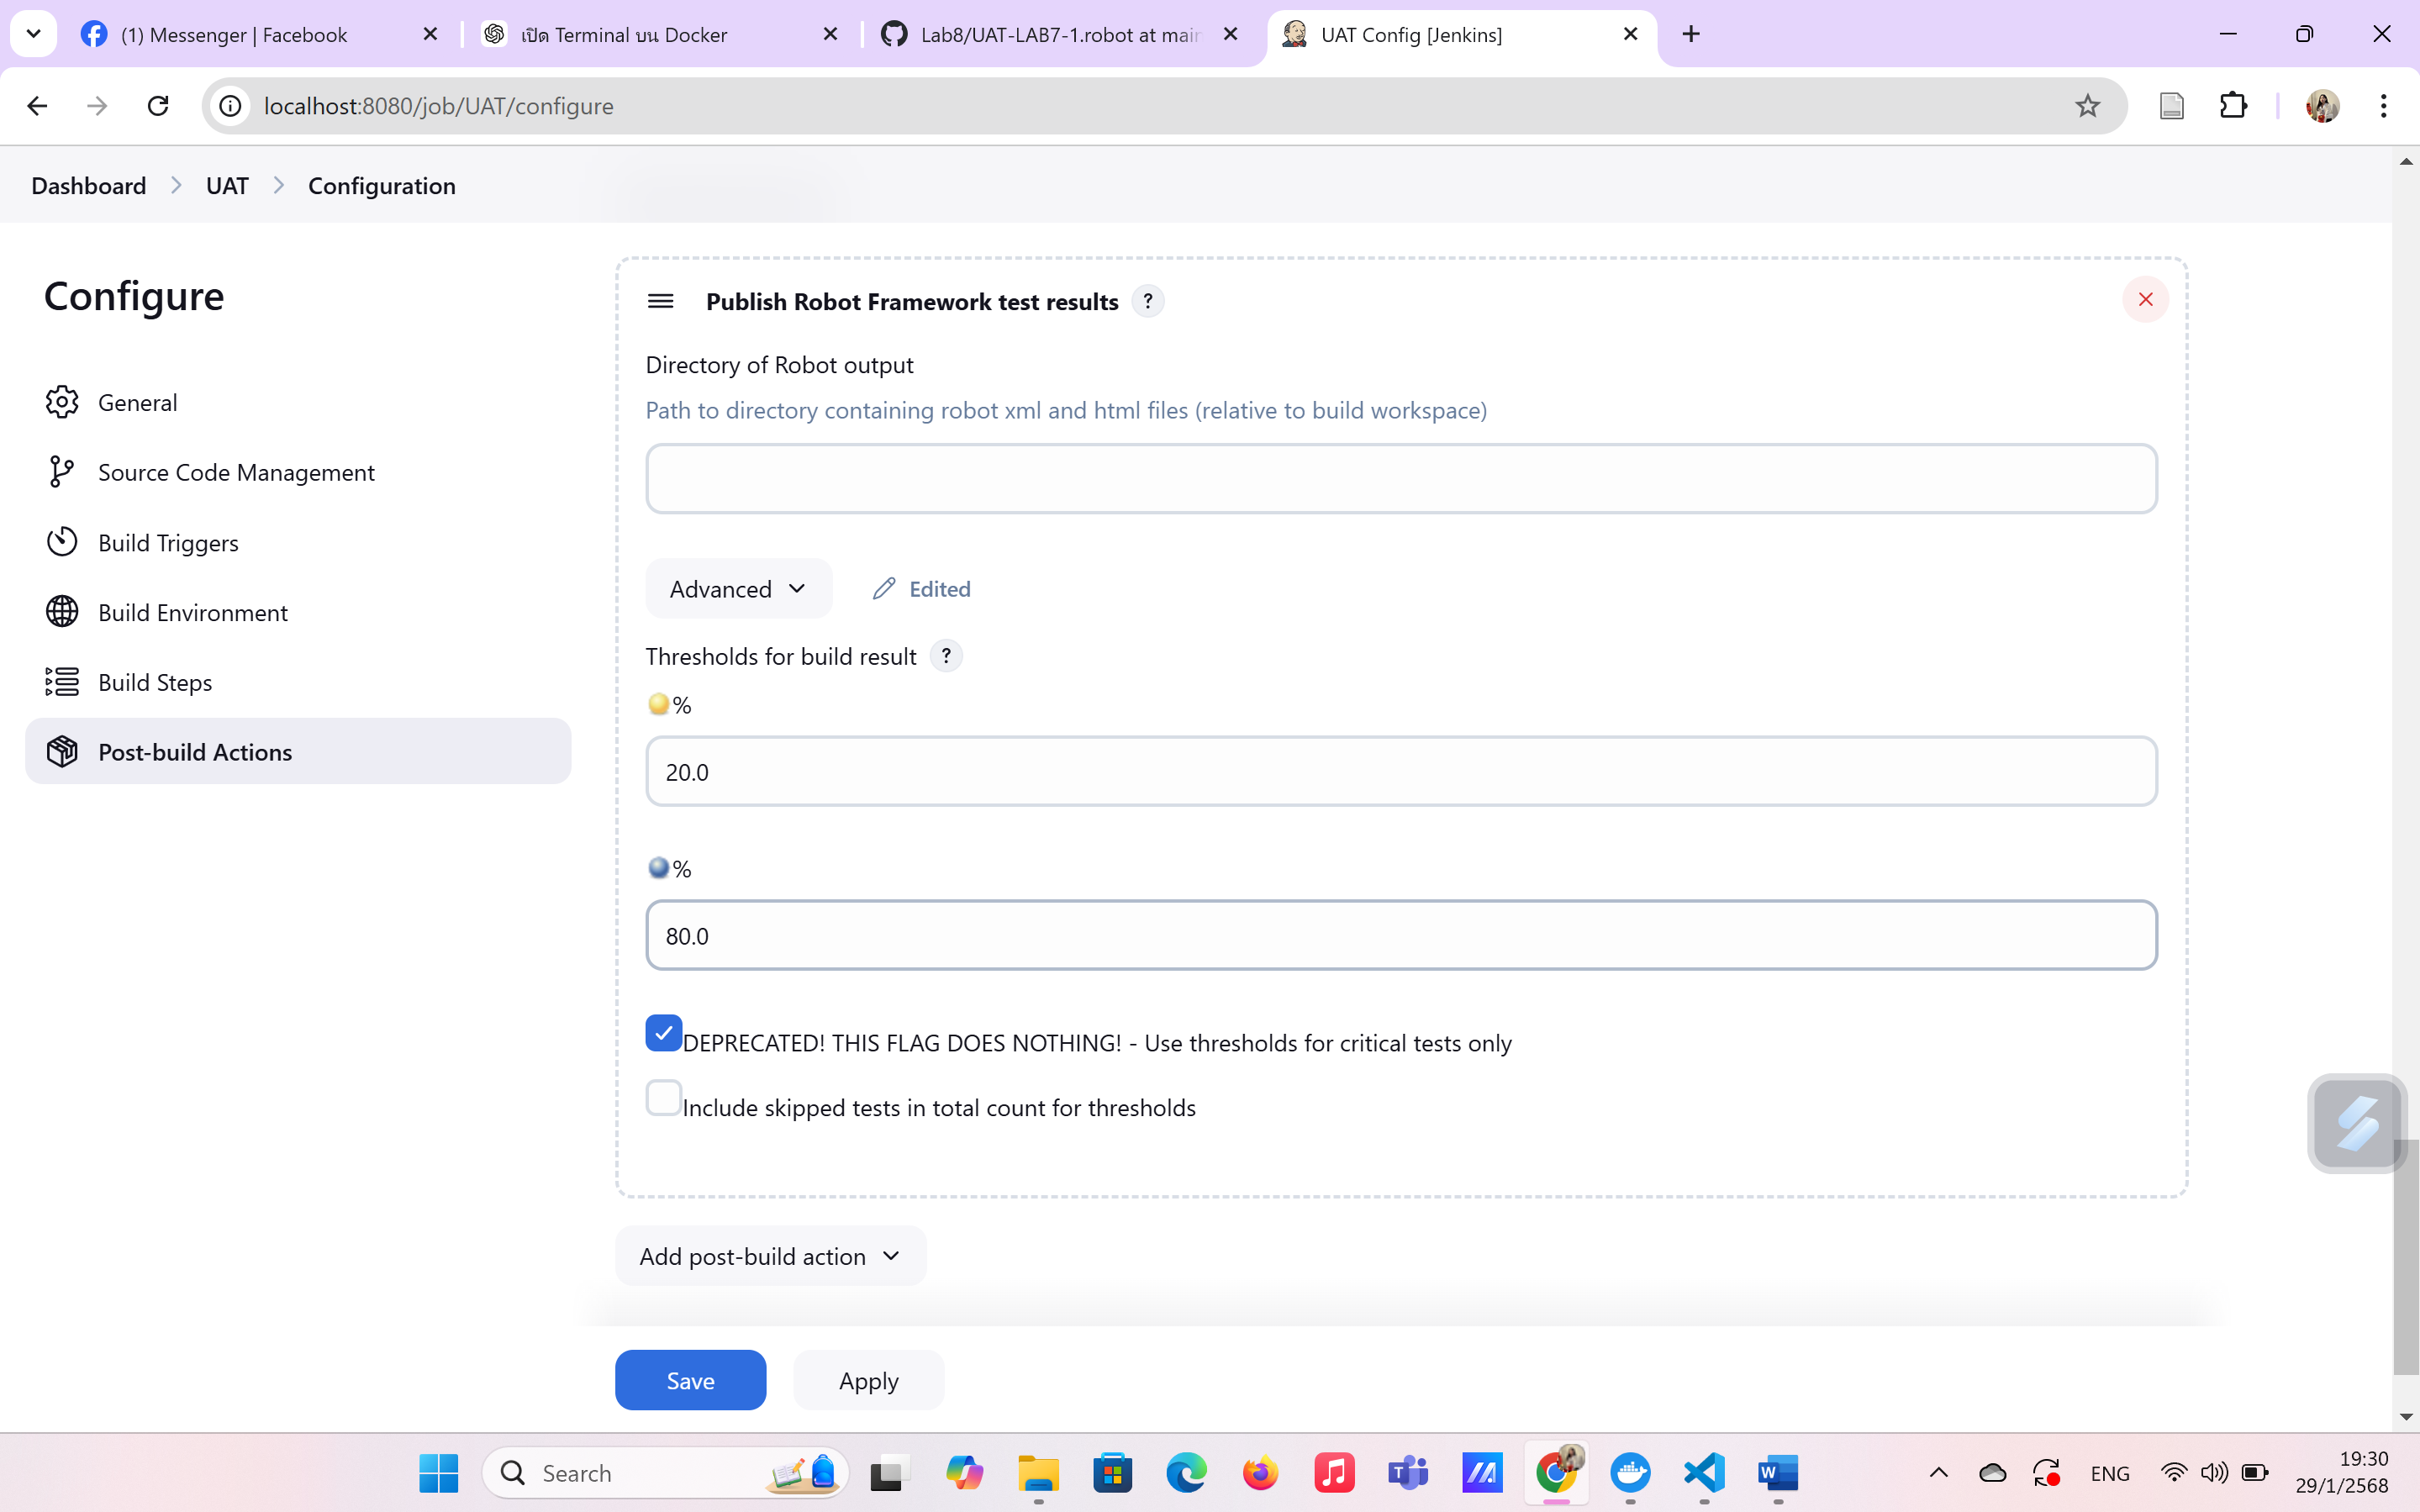 (1) Messenger | Facebook
เปิด Terminal บน Docker
Lab8/UAT-LAB7-1.robot at main
UAT Config [Jenkins]
localhost:8080/job/UAT/configure
Dashboard
UAT
Configuration
Configure
General
Source Code Management
Build Triggers
Build Environment
Build Steps
Post-build Actions
Publish Robot Framework test results ?
Directory of Robot output
Path to directory containing robot xml and html files (relative to build workspace)
Advanced
Edited
Thresholds for build result ?
%
20.0
%
80.0
DEPRECATED! THIS FLAG DOES NOTHING! - Use thresholds for critical tests only
Include skipped tests in total count for thresholds
Add post-build action
Save
Apply
Search
ENG
19:30
29/1/2568